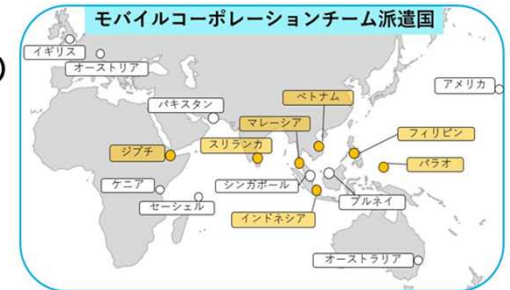 モバイルコーポレーションチーム派遣国
イギリス
オーストリア
アメリカ
パキスタン
ベトナム
マレーシア
フィリピン
ジブチ
スリランカ
パラオ
ケニア
シンガポール
セーシェル
ブルネイ
インドネシア
オーストラリア
)